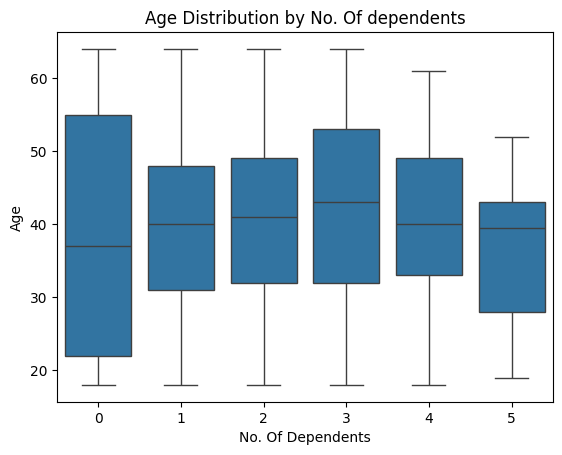 Age Distribution by No. Of dependents
60
50
40
30
20
Age
0 1 2 3 4 5
No. Of Dependents